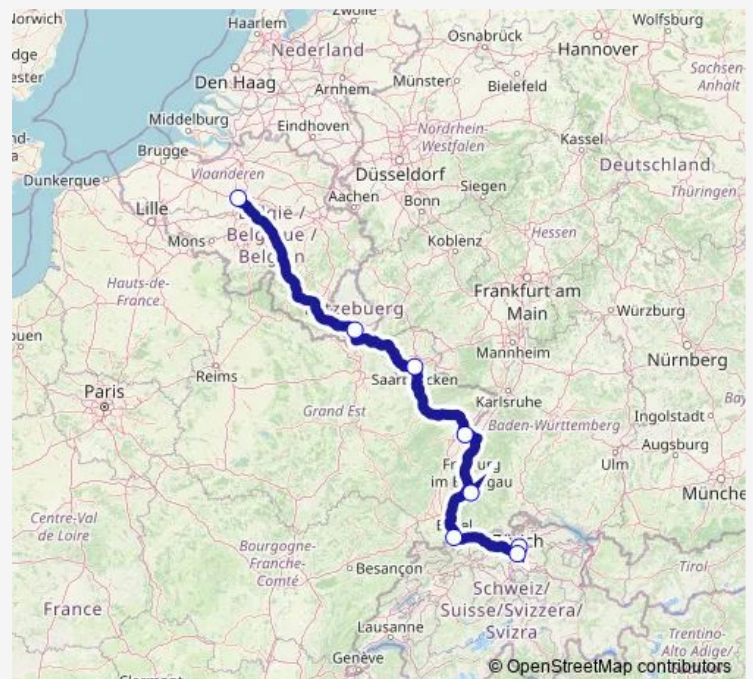 Norwich
Haarlem
Zwolle
Wolfsburg
Osnabrück
Hannover
Nederland
Den Haag
Arnhem
Münster
Bielefeld
Sachsen-
Anhalt
Middelburg
Eindhoven
Nordrhein-
Westfalen
Kassel
Brugge
Deutschland
Dunkerque
Vlaanderen
Düsseldorf
Siegen
Thüringen
Lille
Aachen
Bonn
Mons
Belgique /
Hessen
Koblenz
Hauts-de-
France
Frankfurt am
Main
Würzburg
Mannheim
Nürnberg
Reims
Paris
Karlsruhe
Grand Est
Baden-Württemberg
Ingolstadt
Augsburg
im
Ulm
Centre-Val
de Loire
Bourgogne-
Franche-
Comté
Besançon
Tirol
Schweiz/
Suisse/Svizzera/
Svizra
France
Lausanne
Genève
Trentino-
Alto Adige/
© OpenStreetMap contributors